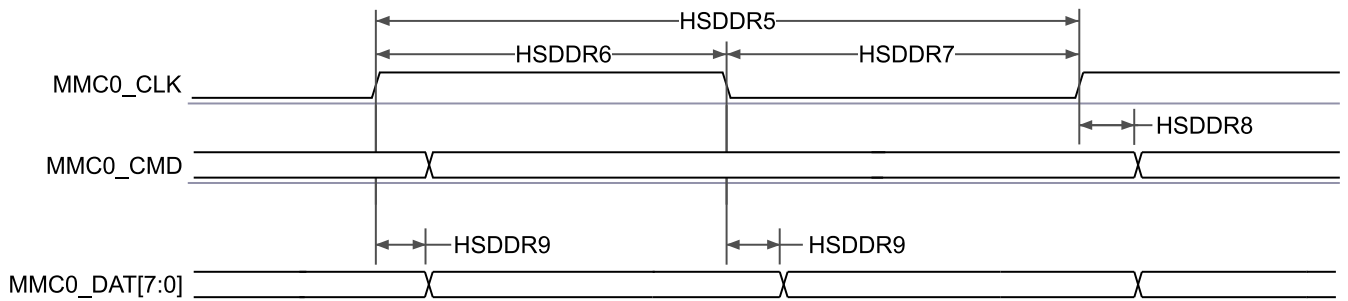 HSDDR5
HSDDR6
HSDDR7
MMC0_CLK
HSDDR8
MMC0_CMD
HSDDR9
HSDDR9
MMC0_DAT[7:0]